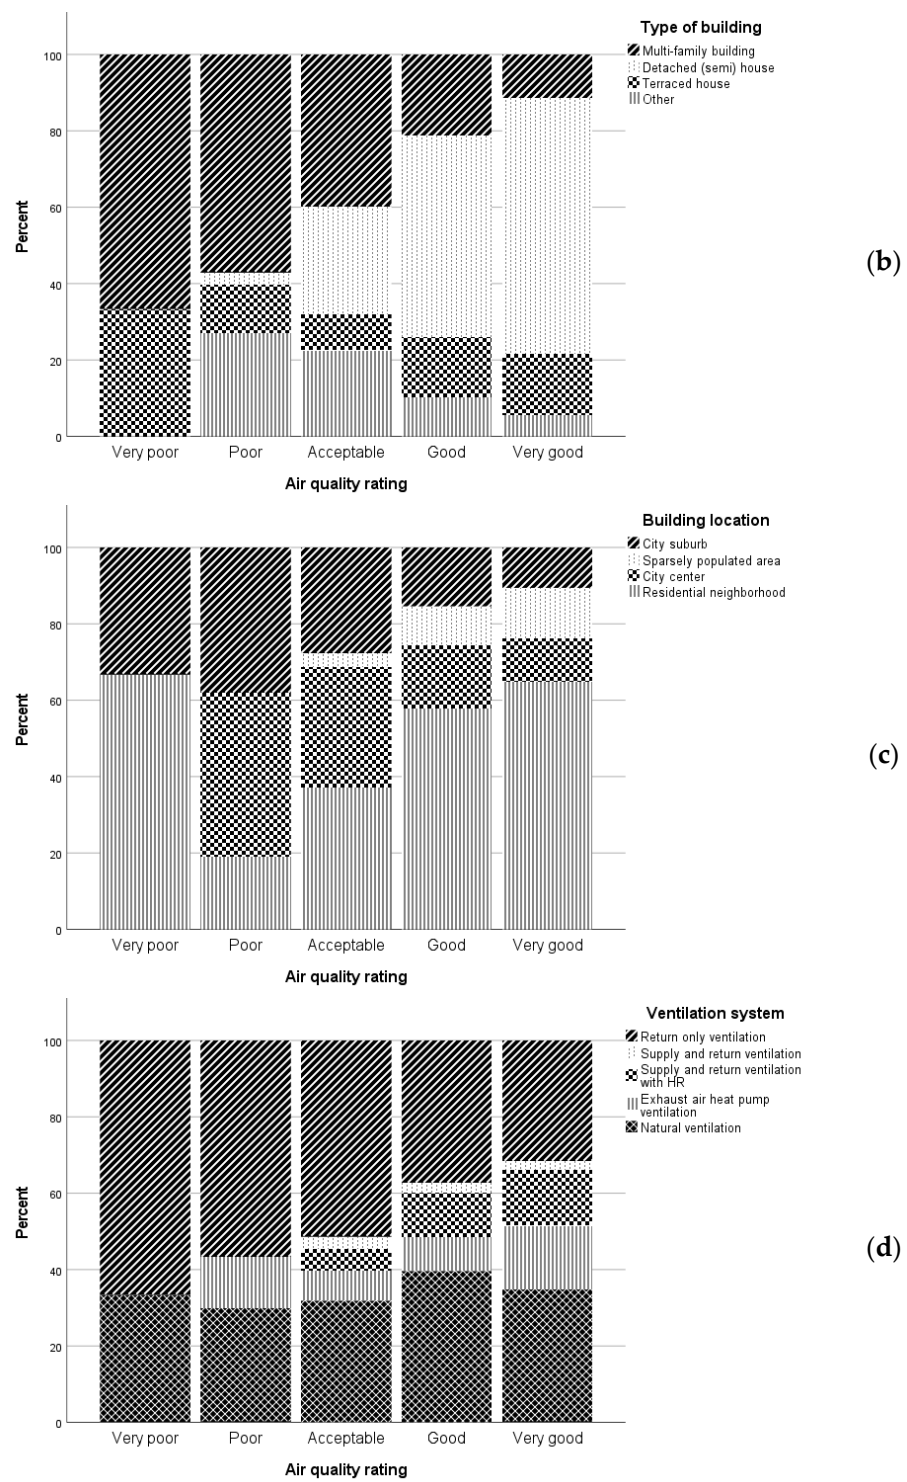 Type of building
Multi-family building
Detached (semi) house
Terraced house
Other
100
80
60
40
20
0
Percent
Very poor Poor Acceptable Good Very good
Air quality rating
(b)
Building location
City suburb
Sparsely populated area
City center
Residential neighborhood
100
80
60
40
20
0
Percent
Very poor Poor Acceptable Good Very good
Air quality rating
(c)
Ventilation system
Return only ventilation
Supply and return ventilation
Supply and return ventilation
with HR
Exhaust air heat pump
ventilation
Natural ventilation
100
80
60
40
20
0
Percent
Very poor Poor Acceptable Good Very good
Air quality rating
(d)